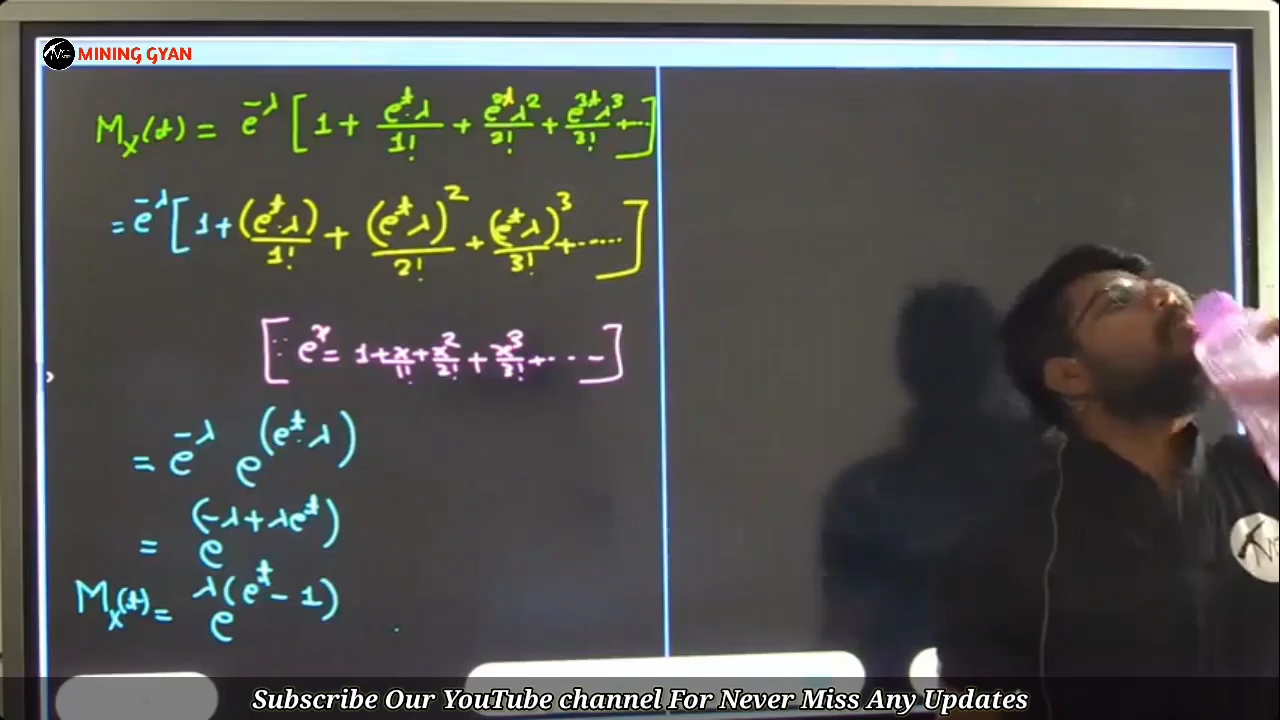 MINING GYAN
Mₓ(t) = e^-λ [1 + e^t·λ/1! + e^2t λ^2/2! + e^3t λ^3/3! + ...]
= e^-λ [1 + (e^t·λ)/1! + (e^t λ)^2/2! + (e^t λ)^3/3! + ......]
[∵ e^x = 1 + x/1! + x^2/2! + x^3/3! + - - - -]
= e^-λ e^(e^t·λ)
= e^(-λ + λe^t)
Mₓ(t) = e^λ(e^t - 1)
Subscribe Our YouTube channel For Never Miss Any Updates